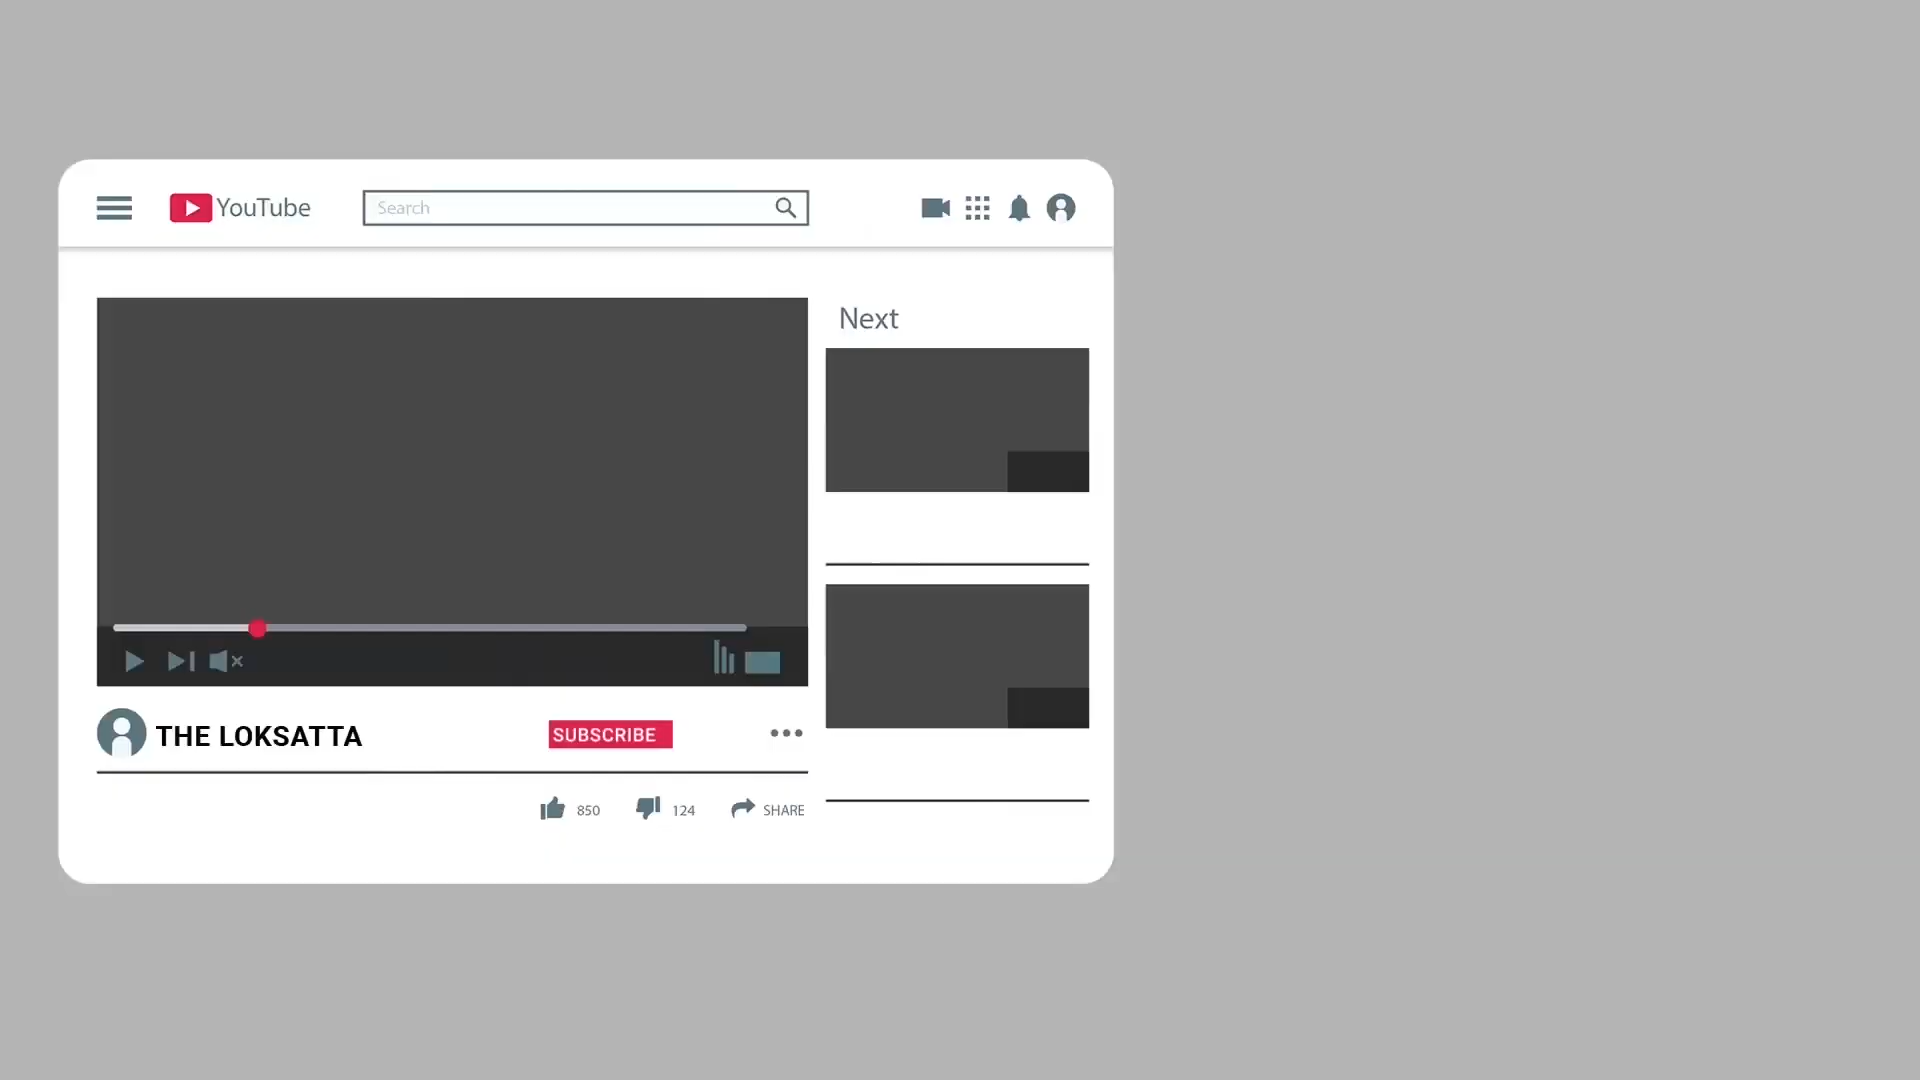 YouTube
Search
Next
THE LOKSATTA
SUBSCRIBE
850
124
SHARE